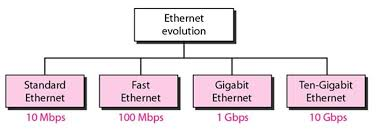 Ethernet
evolution
Standard
Ethernet
Fast
Ethernet
Gigabit
Ethernet
Ten-Gigabit
Ethernet
10 Mbps
100 Mbps
1 Gbps
10 Gbps